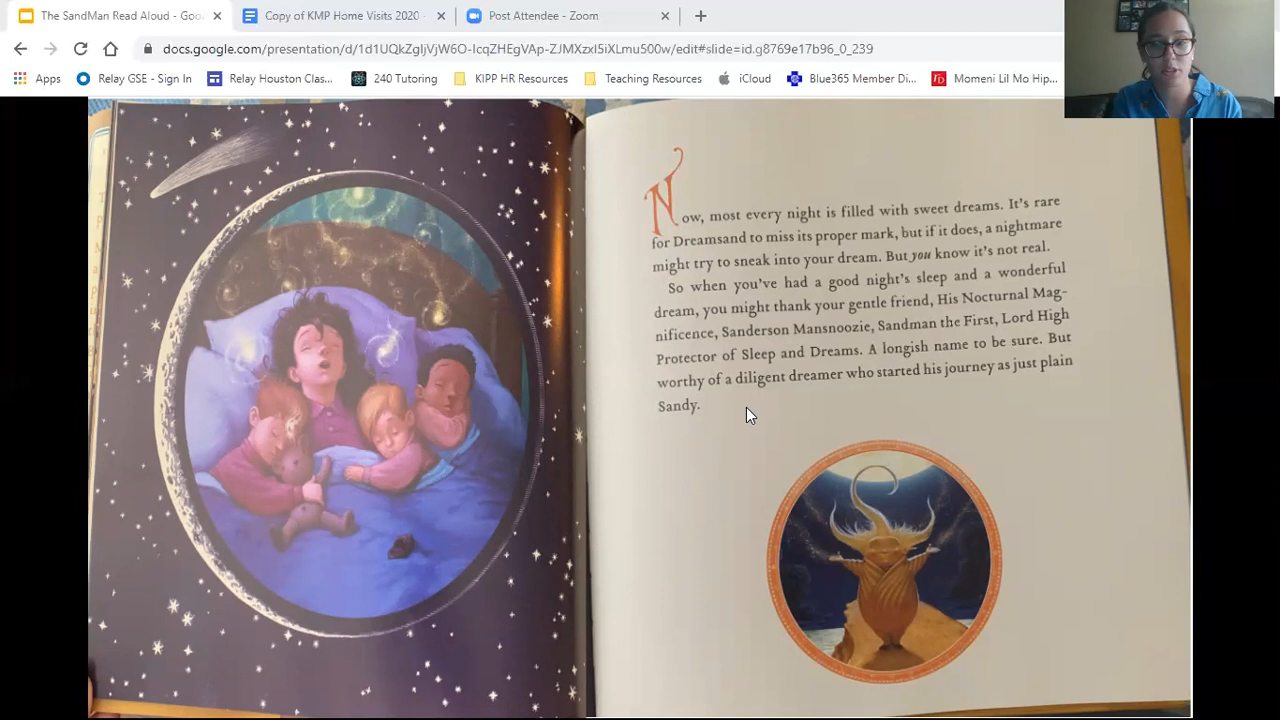 The SandMan Read Aloud - Goo
Copy of KMP Home Visits 2020 -
Post Attendee - Zoom
docs.google.com/presentation/d/1d1UQkZgIjVjW6O-IcqZHEgVAp-ZJMXzxI5iXLmu500w/edit#slide=id.g8769e17b96_0_239
Apps
Relay GSE - Sign In
Relay Houston Clas...
240 Tutoring
KIPP HR Resources
Teaching Resources
iCloud
Blue365 Member Di...
Momeni Lil Mo Hip...
Now, most every night is filled with sweet dreams. It's rare
for Dreamsand to miss its proper mark, but if it does, a nightmare
might try to sneak into your dream. But you know it's not real.
So when you've had a good night's sleep and a wonderful
dream, you might thank your gentle friend, His Nocturnal Mag-
nificence, Sanderson Mansnoozie, Sandman the First, Lord High
Protector of Sleep and Dreams. A longish name to be sure. But
worthy of a diligent dreamer who started his journey as just plain
Sandy.